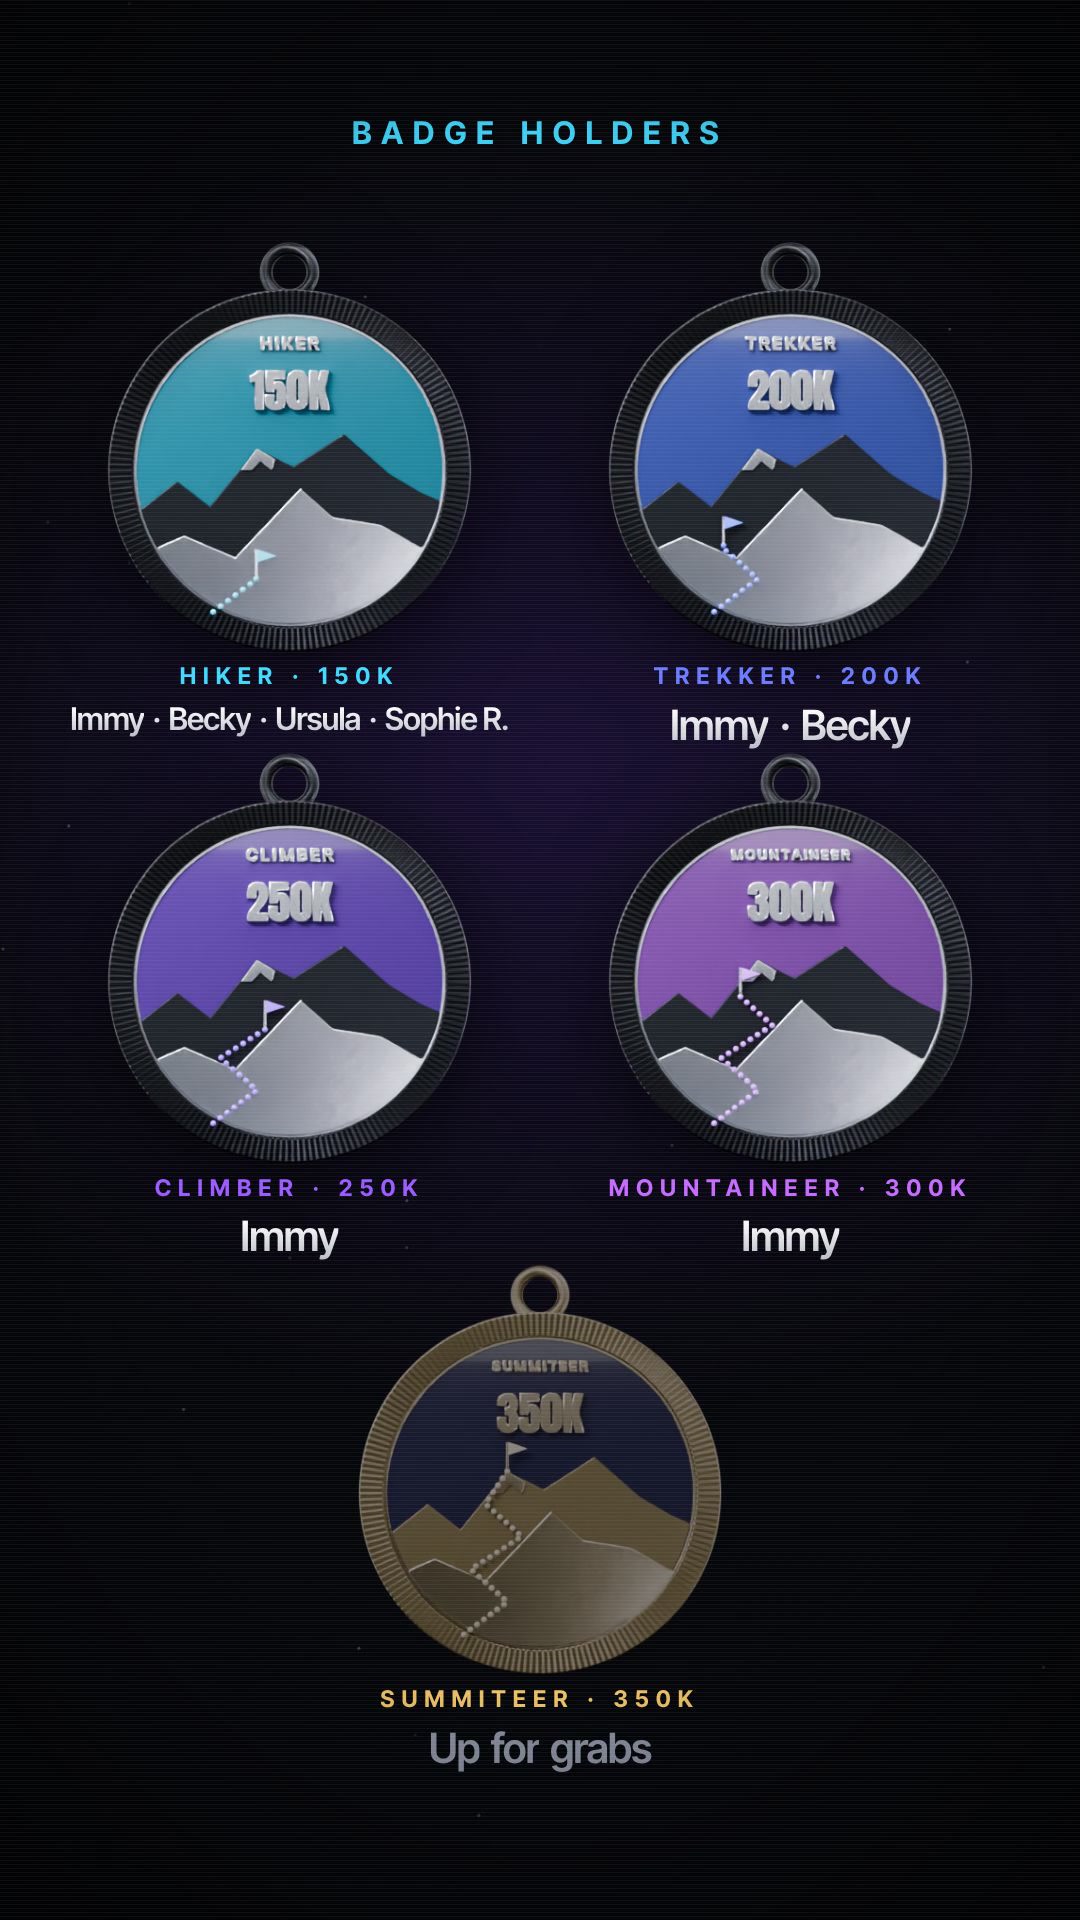 BADGE HOLDERS
HIKER
150K
TREKKER
200K
HIKER · 150K
Immy · Becky · Ursula · Sophie R.
TREKKER · 200K
Immy · Becky
CLIMBER
250K
MOUNTAINEER
300K
CLIMBER · 250K
Immy
MOUNTAINEER · 300K
Immy
SUMMITEER
350K
SUMMITEER · 350K
Up for grabs